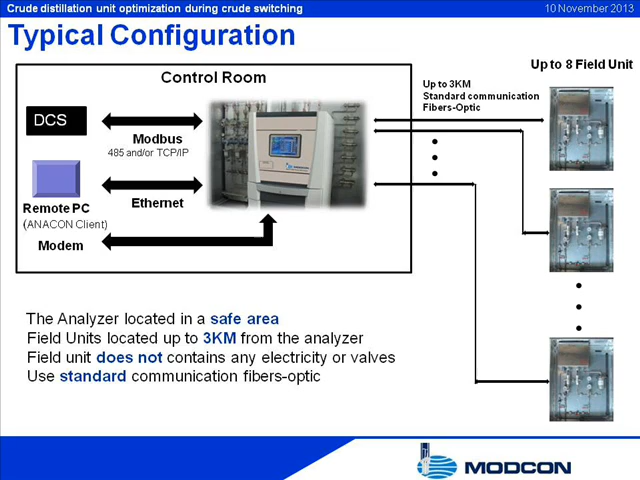 Crude distillation unit optimization during crude switching
10 November 2013
Typical Configuration
Up to 8 Field Unit
Control Room
Up to 3KM
Standard communication
Fibers-Optic
DCS
Modbus
485 and/or TCP/IP
Ethernet
Remote PC
(ANACON Client)
Modem
MODCON
The Analyzer located in a safe area
Field Units located up to 3KM from the analyzer
Field unit does not contains any electricity or valves
Use standard communication fibers-optic
MODCON